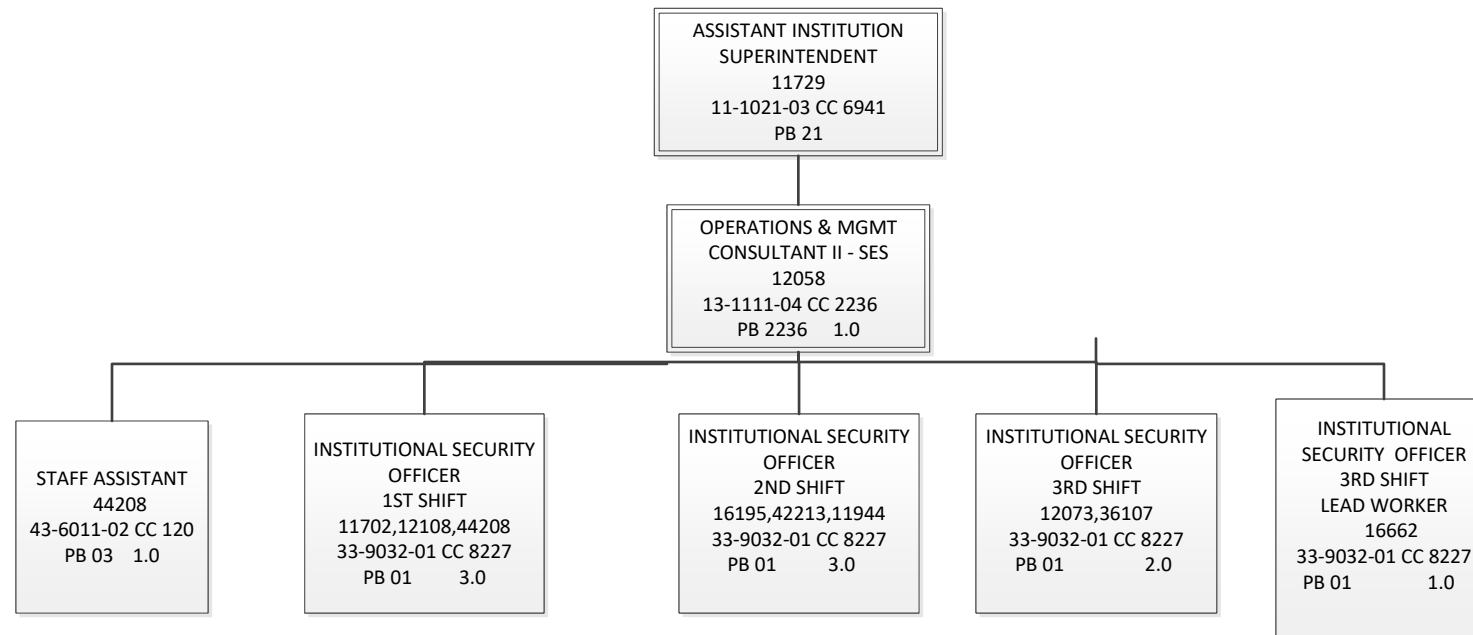 ASSISTANT INSTITUTION
SUPERINTENDENT
11729
11-1021-03 CC 6941
PB 21
OPERATIONS & MGMT
CONSULTANT II - SES
12058
13-1111-04 CC 2236
PB 2236 1.0
STAFF ASSISTANT
44208
43-6011-02 CC 120
PB 03 1.0
INSTITUTIONAL SECURITY
OFFICER
1ST SHIFT
11702,12108,44208
33-9032-01 CC 8227
PB 01 3.0
INSTITUTIONAL SECURITY
OFFICER
2ND SHIFT
16195,42213,11944
33-9032-01 CC 8227
PB 01 3.0
INSTITUTIONAL SECURITY
OFFICER
3RD SHIFT
12073,36107
33-9032-01 CC 8227
PB 01 2.0
INSTITUTIONAL
SECURITY OFFICER
3RD SHIFT
LEAD WORKER
16662
33-9032-01 CC 8227
PB 01 1.0